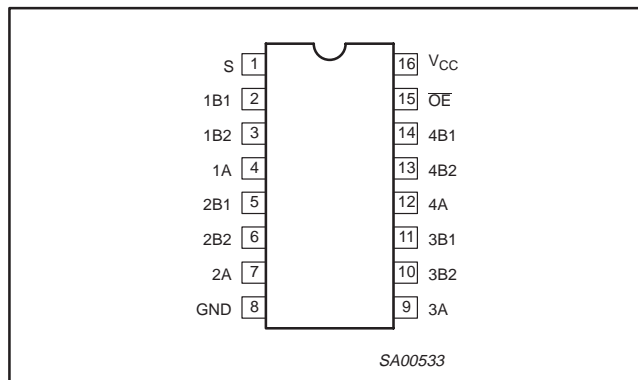 S 1 16 VCC
1B1 2 15 O̅E̅
1B2 3 14 4B1
1A 4 13 4B2
2B1 5 12 4A
2B2 6 11 3B1
2A 7 10 3B2
GND 8 9 3A
SA00533